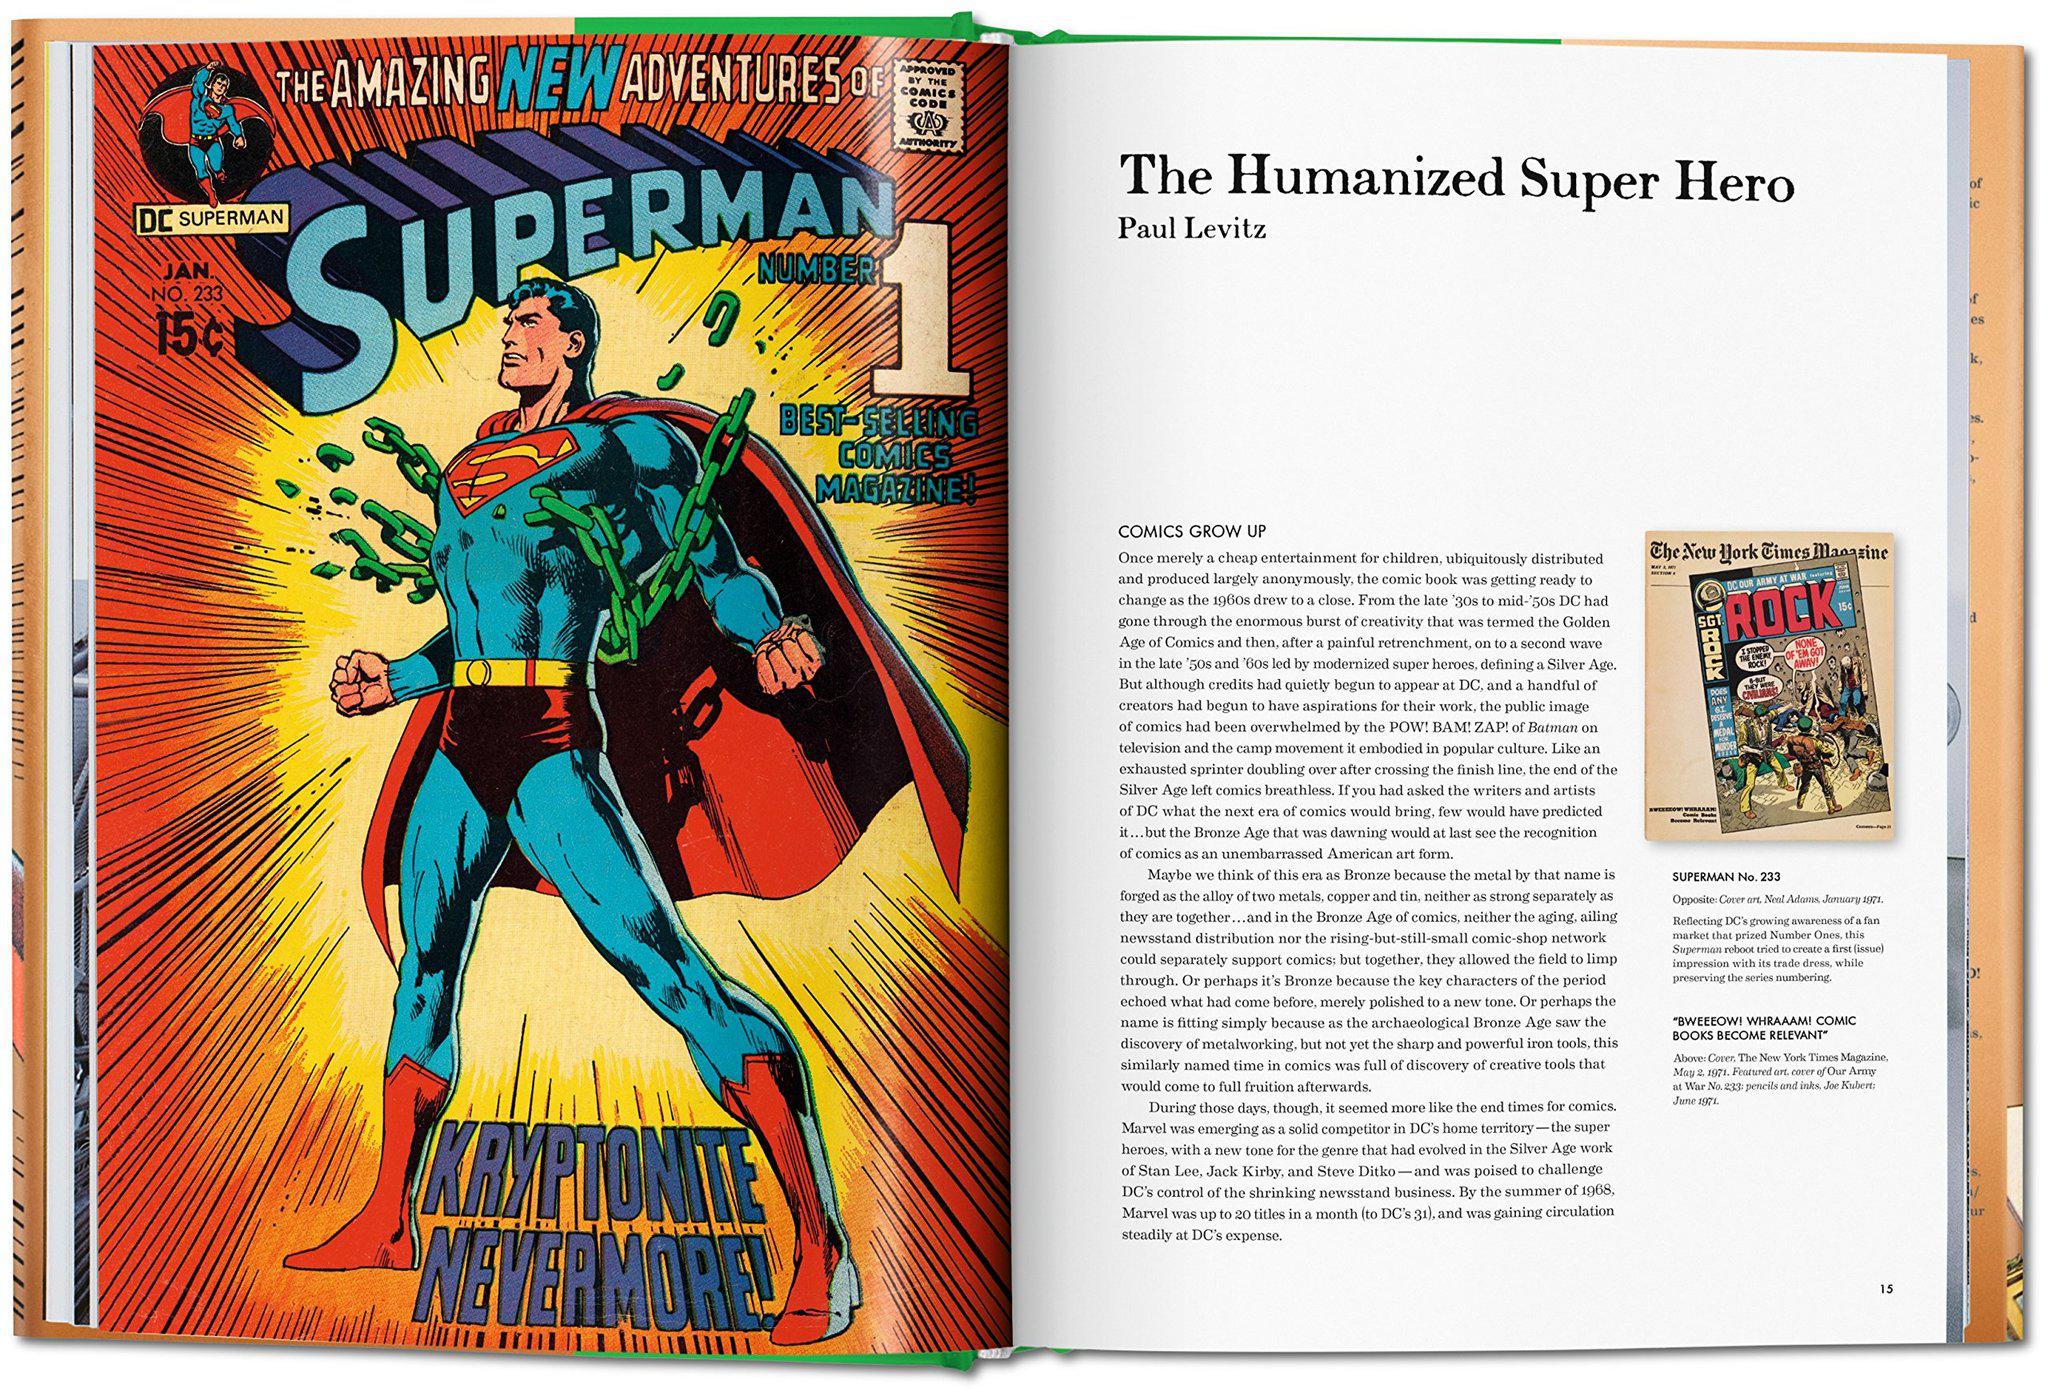 THE AMAZING NEW ADVENTURES OF
APPROVED
BY THE
COMICS
CODE
CA
AUTHORITY
SUPERMAN
DC SUPERMAN
JAN.
NO. 233
15¢
NUMBER 1
BEST-SELLING
COMICS
MAGAZINE!
KRYPTONITE
NEVERMORE!
The Humanized Super Hero
Paul Levitz
COMICS GROW UP
Once merely a cheap entertainment for children, ubiquitously distributed
and produced largely anonymously, the comic book was getting ready to
change as the 1960s drew to a close. From the late ’30s to mid-’50s DC had
gone through the enormous burst of creativity that was termed the Golden
Age of Comics and then, after a painful retrenchment, on to a second wave
in the late ’50s and ’60s led by modernized super heroes, defining a Silver Age.
But although credits had quietly begun to appear at DC, and a handful of
creators had begun to have aspirations for their work, the public image
of comics had been overwhelmed by the POW! BAM! ZAP! of Batman on
television and the camp movement it embodied in popular culture. Like an
exhausted sprinter doubling over after crossing the finish line, the end of the
Silver Age left comics breathless. If you had asked the writers and artists
of DC what the next era of comics would bring, few would have predicted
it...but the Bronze Age that was dawning would at last see the recognition
of comics as an unembarrassed American art form.
Maybe we think of this era as Bronze because the metal by that name is
forged as the alloy of two metals, copper and tin, neither as strong separately as
they are together...and in the Bronze Age of comics, neither the aging, ailing
newsstand distribution nor the rising-but-still-small comic-shop network
could separately support comics; but together, they allowed the field to limp
through. Or perhaps it’s Bronze because the key characters of the period
echoed what had come before, merely polished to a new tone. Or perhaps the
name is fitting simply because as the archaeological Bronze Age saw the
discovery of metalworking, but not yet the sharp and powerful iron tools, this
similarly named time in comics was full of discovery of creative tools that
would come to full fruition afterwards.
During those days, though, it seemed more like the end times for comics.
Marvel was emerging as a solid competitor in DC’s home territory—the super
heroes, with a new tone for the genre that had evolved in the Silver Age work
of Stan Lee, Jack Kirby, and Steve Ditko—and was poised to challenge
DC’s control of the shrinking newsstand business. By the summer of 1968,
Marvel was up to 20 titles in a month (to DC’s 31), and was gaining circulation
steadily at DC’s expense.
The New York Times Magazine
MAY 2, 1971
SECTION 6
DC OUR ARMY AT WAR featuring
SGT. ROCK
ROCK
15¢
I STOPPED
THE ENEMY,
ROCK!
NONE
OF ’EM GOT
AWAY!
B-BUT
THEY WERE
CIVILIANS!
DOES
ANY
G.I.
DESERVE
A
MEDAL
FOR
MURDER
BWEEEOW! WHRAAAM!
Comic Books
Become Relevant
SUPERMAN No. 233
Opposite: Cover art, Neal Adams, January 1971.
Reflecting DC’s growing awareness of a fan
market that prized Number Ones, this
Superman reboot tried to create a first (issue)
impression with its trade dress, while
preserving the series numbering.
“BWEEEOW! WHRAAAM! COMIC
BOOKS BECOME RELEVANT”
Above: Cover, The New York Times Magazine,
May 2, 1971. Featured art, cover of Our Army
at War No. 233; pencils and inks, Joe Kubert;
June 1971.
15